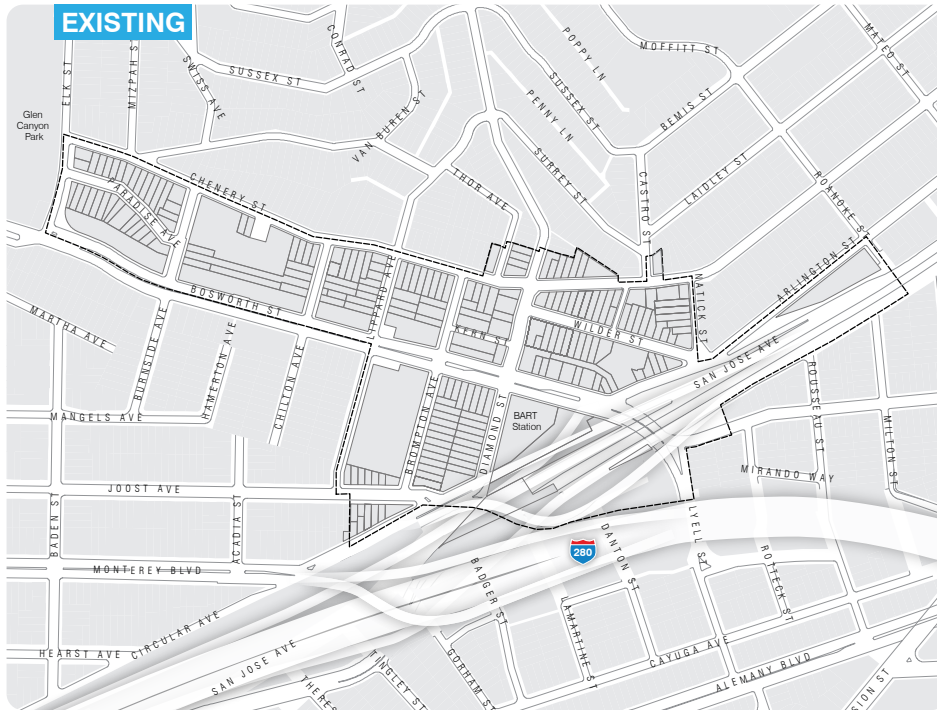 EXISTING
ELK ST
MIZPAH S
SWISS AVE
SUSSEX ST
CONRAD ST
POPPY LN
MOFFITT ST
MATEO ST
Glen
Canyon
Park
VAN BUREN ST
PENNY LN
SUSSEX ST
BEMIS ST
CHENERY ST
PARADISE AVE
THOR AVE
SURREY ST
CASTRO ST
LAIDLEY ST
ROANOKE ST
ARLINGTON ST
BOSWORTH ST
LIPPARD AVE
KERN ST
WILDER ST
NATICK ST
SAN JOSE AVE
MARTHA AVE
BURNSIDE AVE
HAMERTON AVE
CHILTON AVE
MANGELS AVE
BROMPTON AVE
DIAMOND ST
BART
Station
ROUSSEAU ST
MILTON ST
MIRANDO WAY
JOOST AVE
BADEN ST
ACADIA ST
LYELL ST
280
DANTON ST
ROTTECK ST
MONTEREY BLVD
BADGER ST
LAMARTINE ST
CIRCULAR AVE
HEARST AVE
SAN JOSE AVE
CAYUGA AVE
ALEMANY BLVD
TINGLEY ST
GORHAM ST
THERES
SION ST